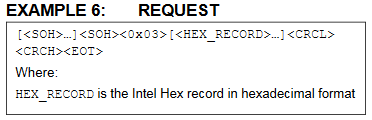 EXAMPLE 6: REQUEST
[<SOH>…]<SOH><0x03>[<HEX_RECORD>…]<CRCL>
<CRCH><EOT>
Where:
HEX_RECORD is the Intel Hex record in hexadecimal format